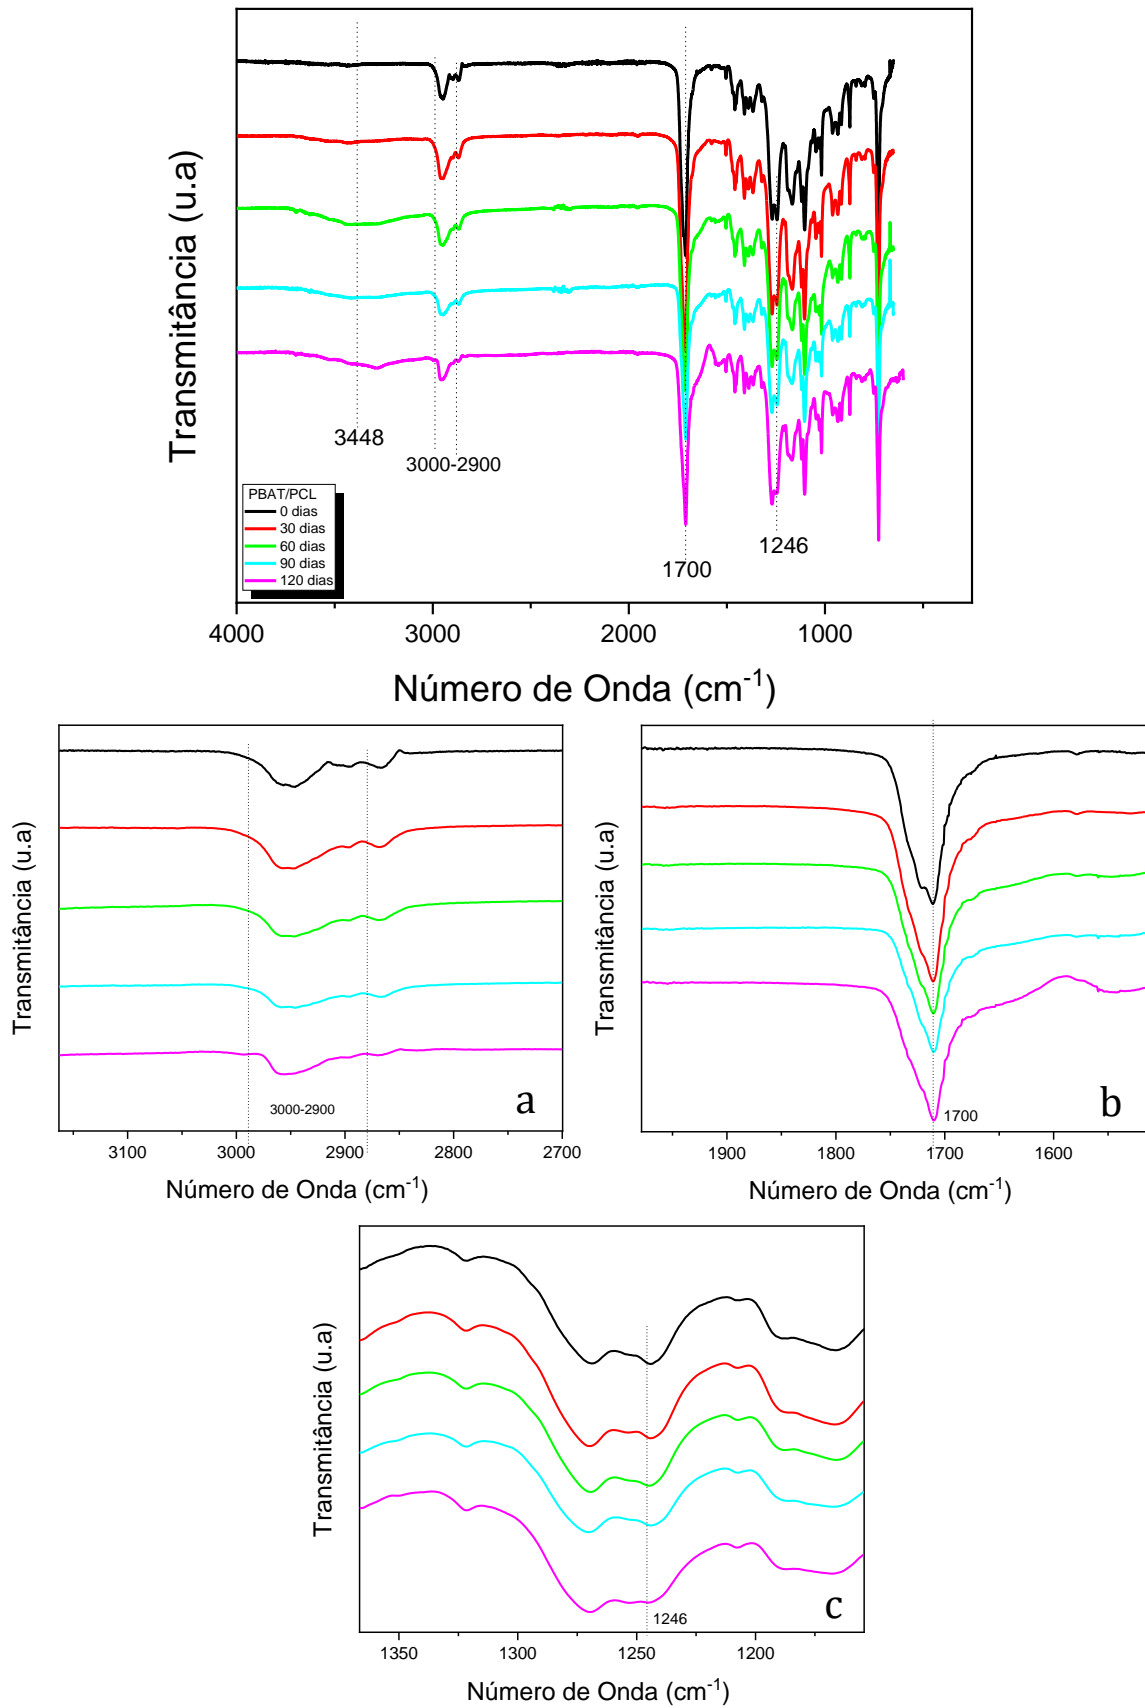 Transmitância (u.a)
3448
3000-2900
1700
1246
PBAT/PCL
0 dias
30 dias
60 dias
90 dias
120 dias
4000 3000 2000 1000
Número de Onda (cm-1)
Transmitância (u.a)
3000-2900
a
3100 3000 2900 2800 2700
Número de Onda (cm-1)
Transmitância (u.a)
1700
b
1900 1800 1700 1600
Número de Onda (cm-1)
Transmitância (u.a)
1246
c
1350 1300 1250 1200
Número de Onda (cm-1)